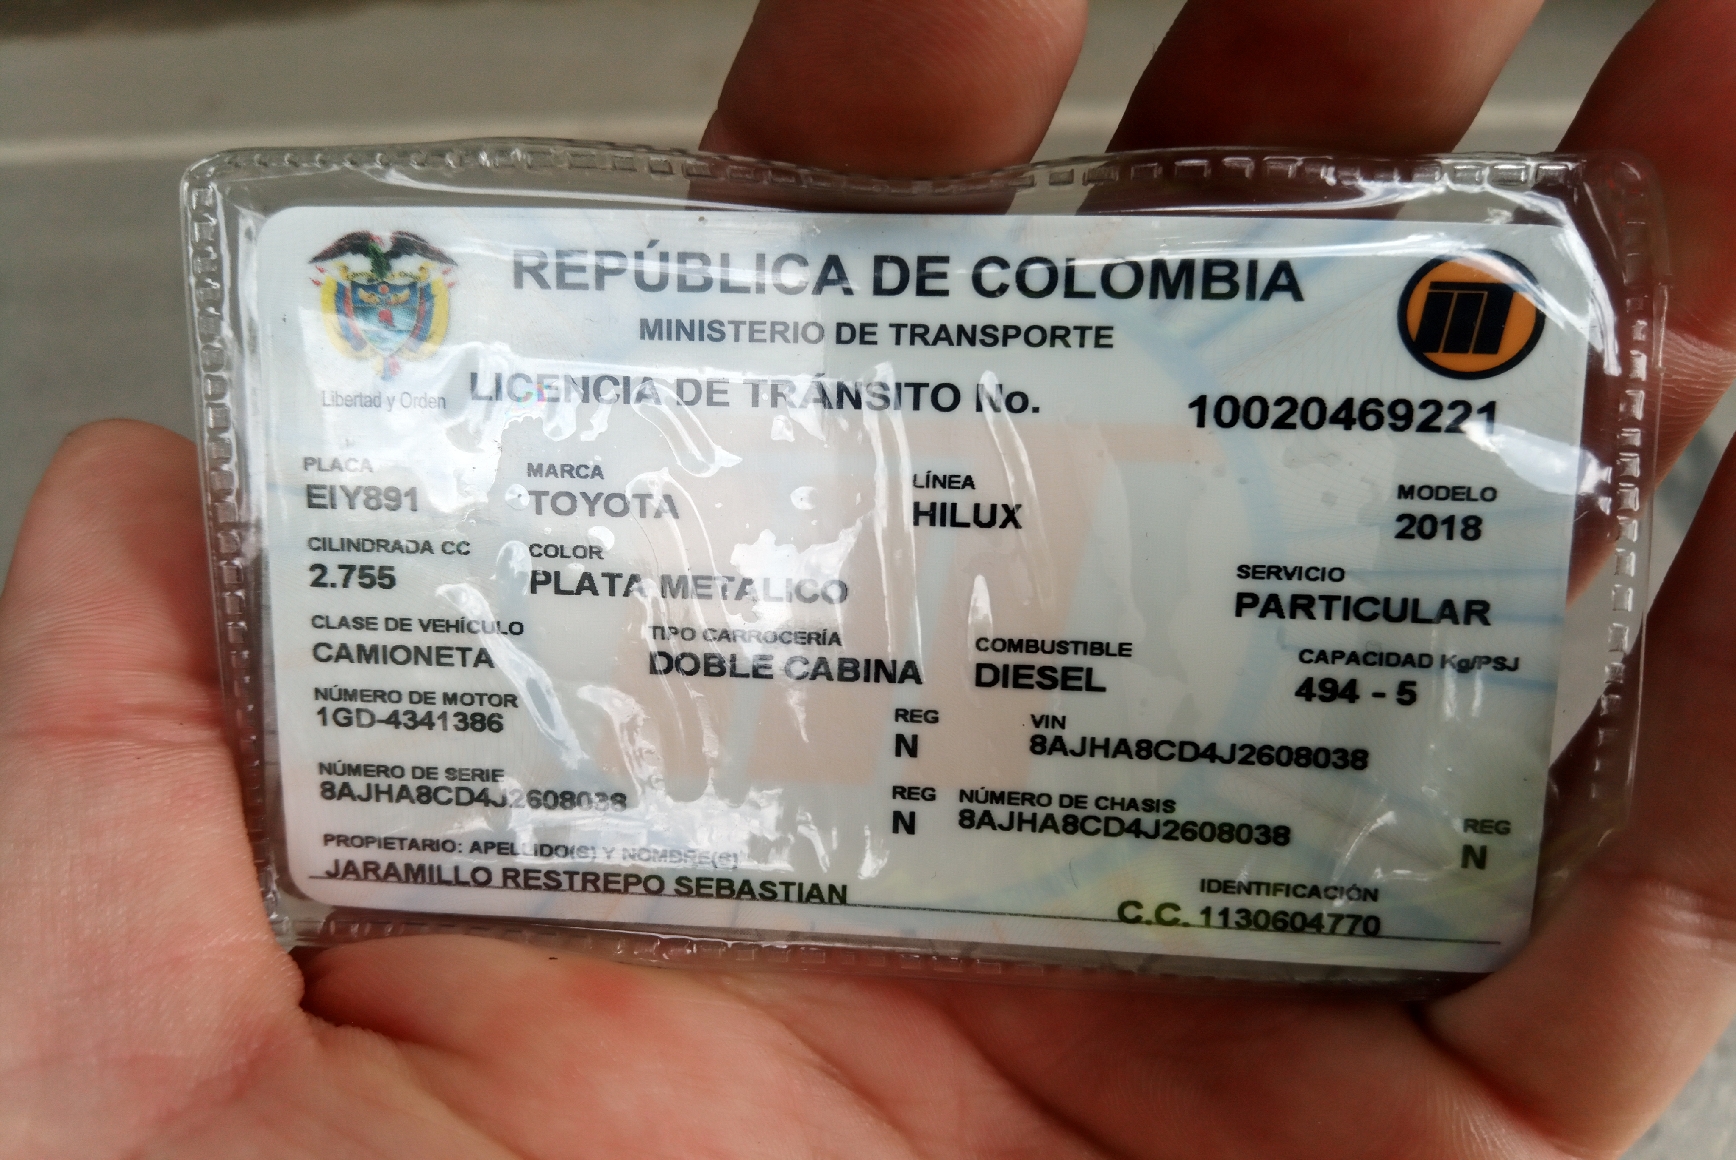 REPÚBLICA DE COLOMBIA
MINISTERIO DE TRANSPORTE
Libertad y Orden
LICENCIA DE TRÁNSITO No. 10020469221
PLACA MARCA LÍNEA MODELO
EIY891 TOYOTA HILUX 2018
CILINDRADA CC COLOR SERVICIO
2.755 PLATA METALICO PARTICULAR
CLASE DE VEHÍCULO TIPO CARROCERÍA COMBUSTIBLE CAPACIDAD Kg/PSJ
CAMIONETA DOBLE CABINA DIESEL 494 - 5
NÚMERO DE MOTOR REG VIN
1GD-4341386 N 8AJHA8CD4J2608038
NÚMERO DE SERIE REG NÚMERO DE CHASIS REG
8AJHA8CD4J2608038 N 8AJHA8CD4J2608038 N
PROPIETARIO: APELLIDO(S) Y NOMBRE(S) IDENTIFICACIÓN
JARAMILLO RESTREPO SEBASTIAN C.C. 1130604770